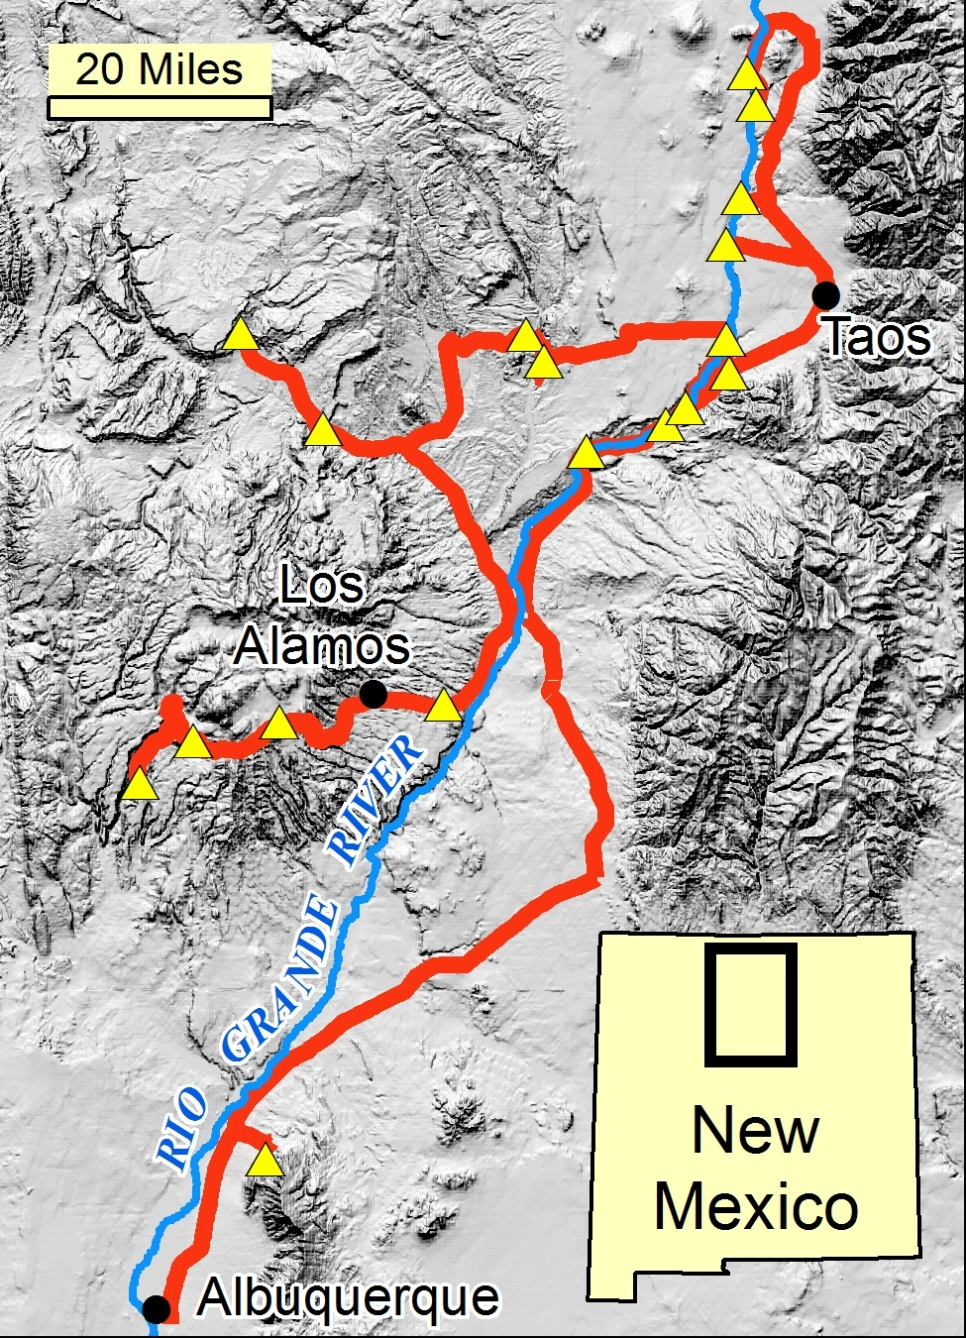 20 Miles
Taos
Los
Alamos
RIO GRANDE RIVER
New
Mexico
Albuquerque